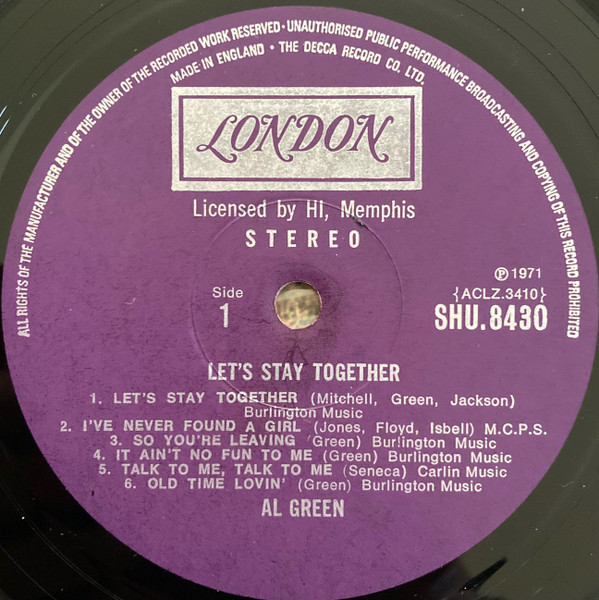 ALL RIGHTS OF THE MANUFACTURER AND OF THE OWNER OF THE RECORDED WORK RESERVED · UNAUTHORISED PUBLIC PERFORMANCE BROADCASTING AND COPYING OF THIS RECORD PROHIBITED
MADE IN ENGLAND · THE DECCA RECORD CO. LTD.
LONDON
Licensed by HI, Memphis
STEREO
℗ 1971
Side
1
{ACLZ.3410}
SHU.8430
LET'S STAY TOGETHER
1. LET'S STAY TOGETHER (Mitchell, Green, Jackson)
Burlington Music
2. I'VE NEVER FOUND A GIRL (Jones, Floyd, Isbell) M.C.P.S.
3. SO YOU'RE LEAVING (Green) Burlington Music
4. IT AIN'T NO FUN TO ME (Green) Burlington Music
5. TALK TO ME, TALK TO ME (Seneca) Carlin Music
6. OLD TIME LOVIN' (Green) Burlington Music
AL GREEN